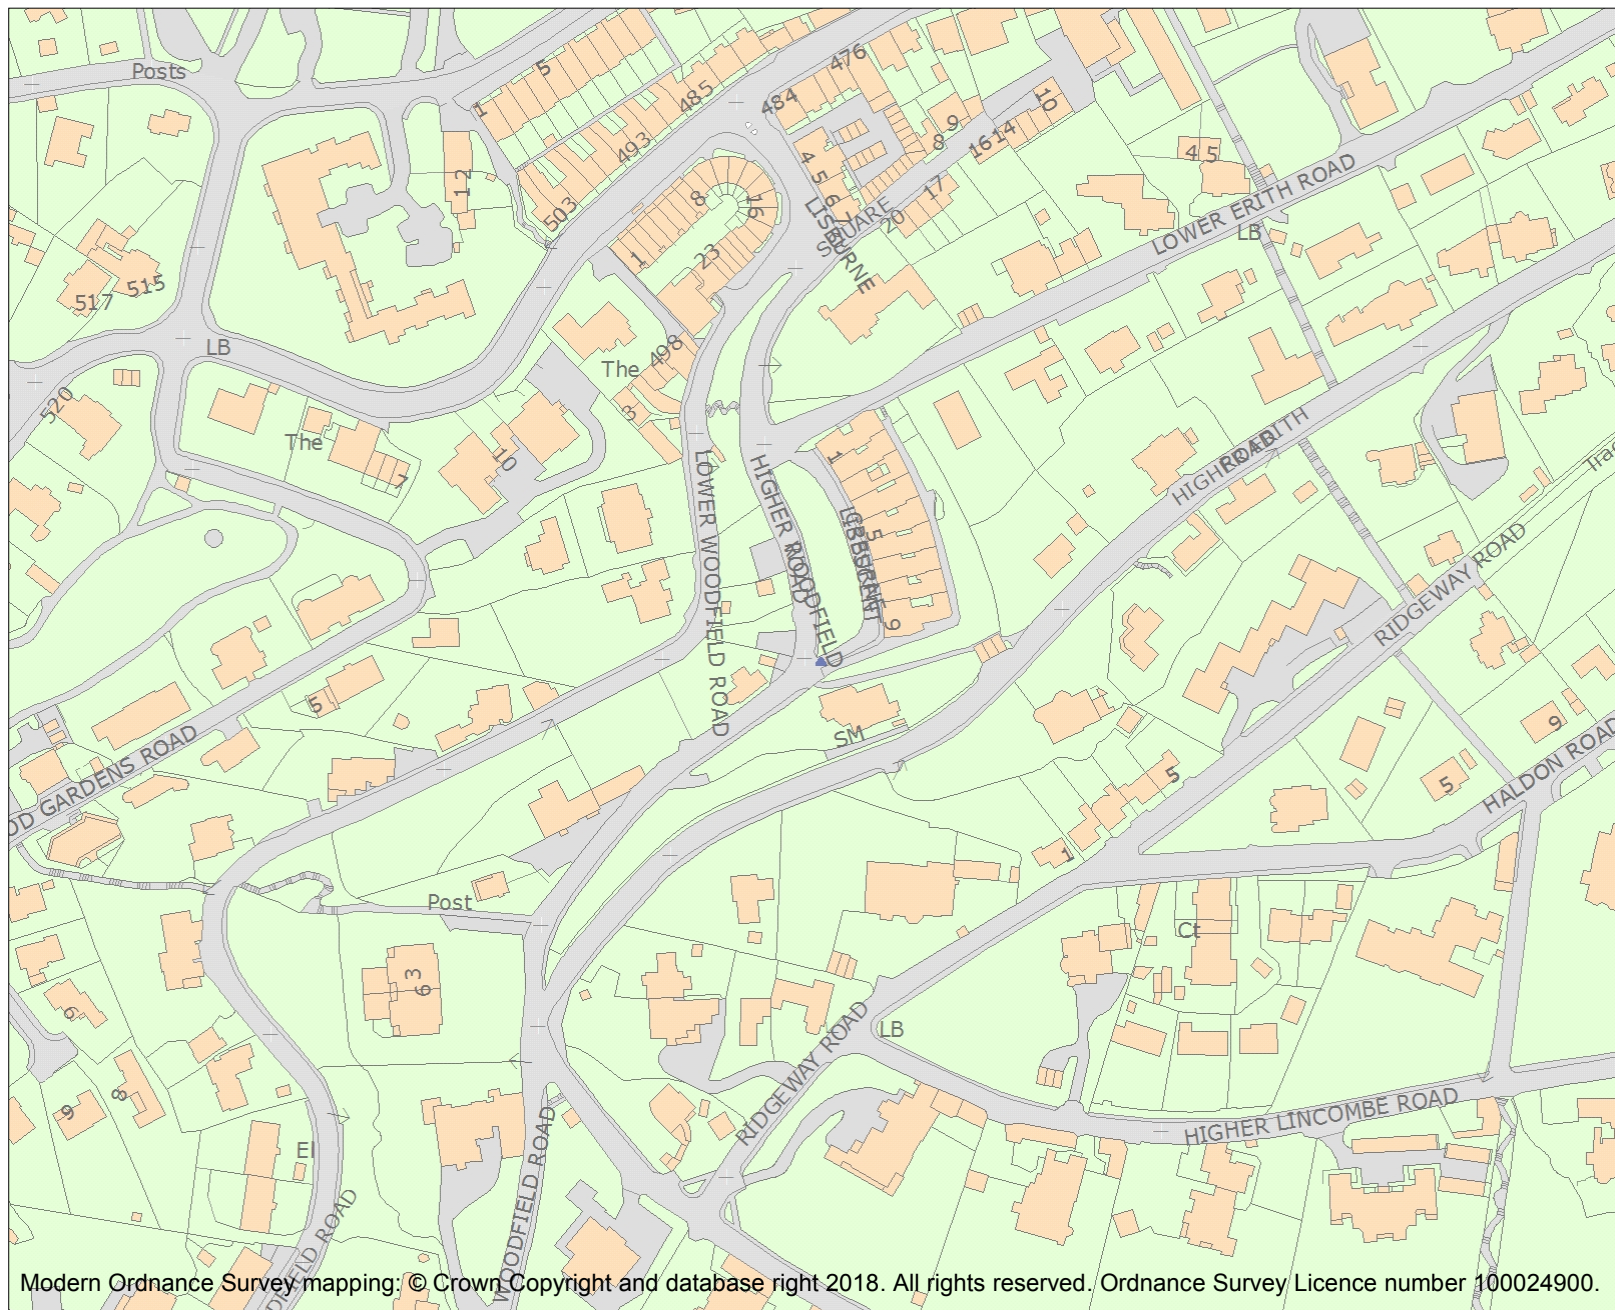 Posts
1
5
485
476
484
493
503
12
4
5
6
7
8
9
10
16 14
17
20
LISBURNE
SQUARE
1
8
16
23
LOWER ERITH ROAD
LB
4 5
517
515
LB
520
The
7
The
498
3
10
LOWER WOODFIELD ROAD
HIGHER WOODFIELD
ROAD
1
5
9
LISBURNE
CRESCENT
HIGHER ERITH
ROAD
RIDGEWAY ROAD
SM
5
WOOD GARDENS ROAD
5
1
9
5
HALDON ROAD
Post
63
6
9
8
Ct
LB
RIDGEWAY ROAD
HIGHER LINCOMBE ROAD
El
WOODFIELD ROAD
Modern Ordnance Survey mapping: © Crown Copyright and database right 2018. All rights reserved. Ordnance Survey Licence number 100024900.